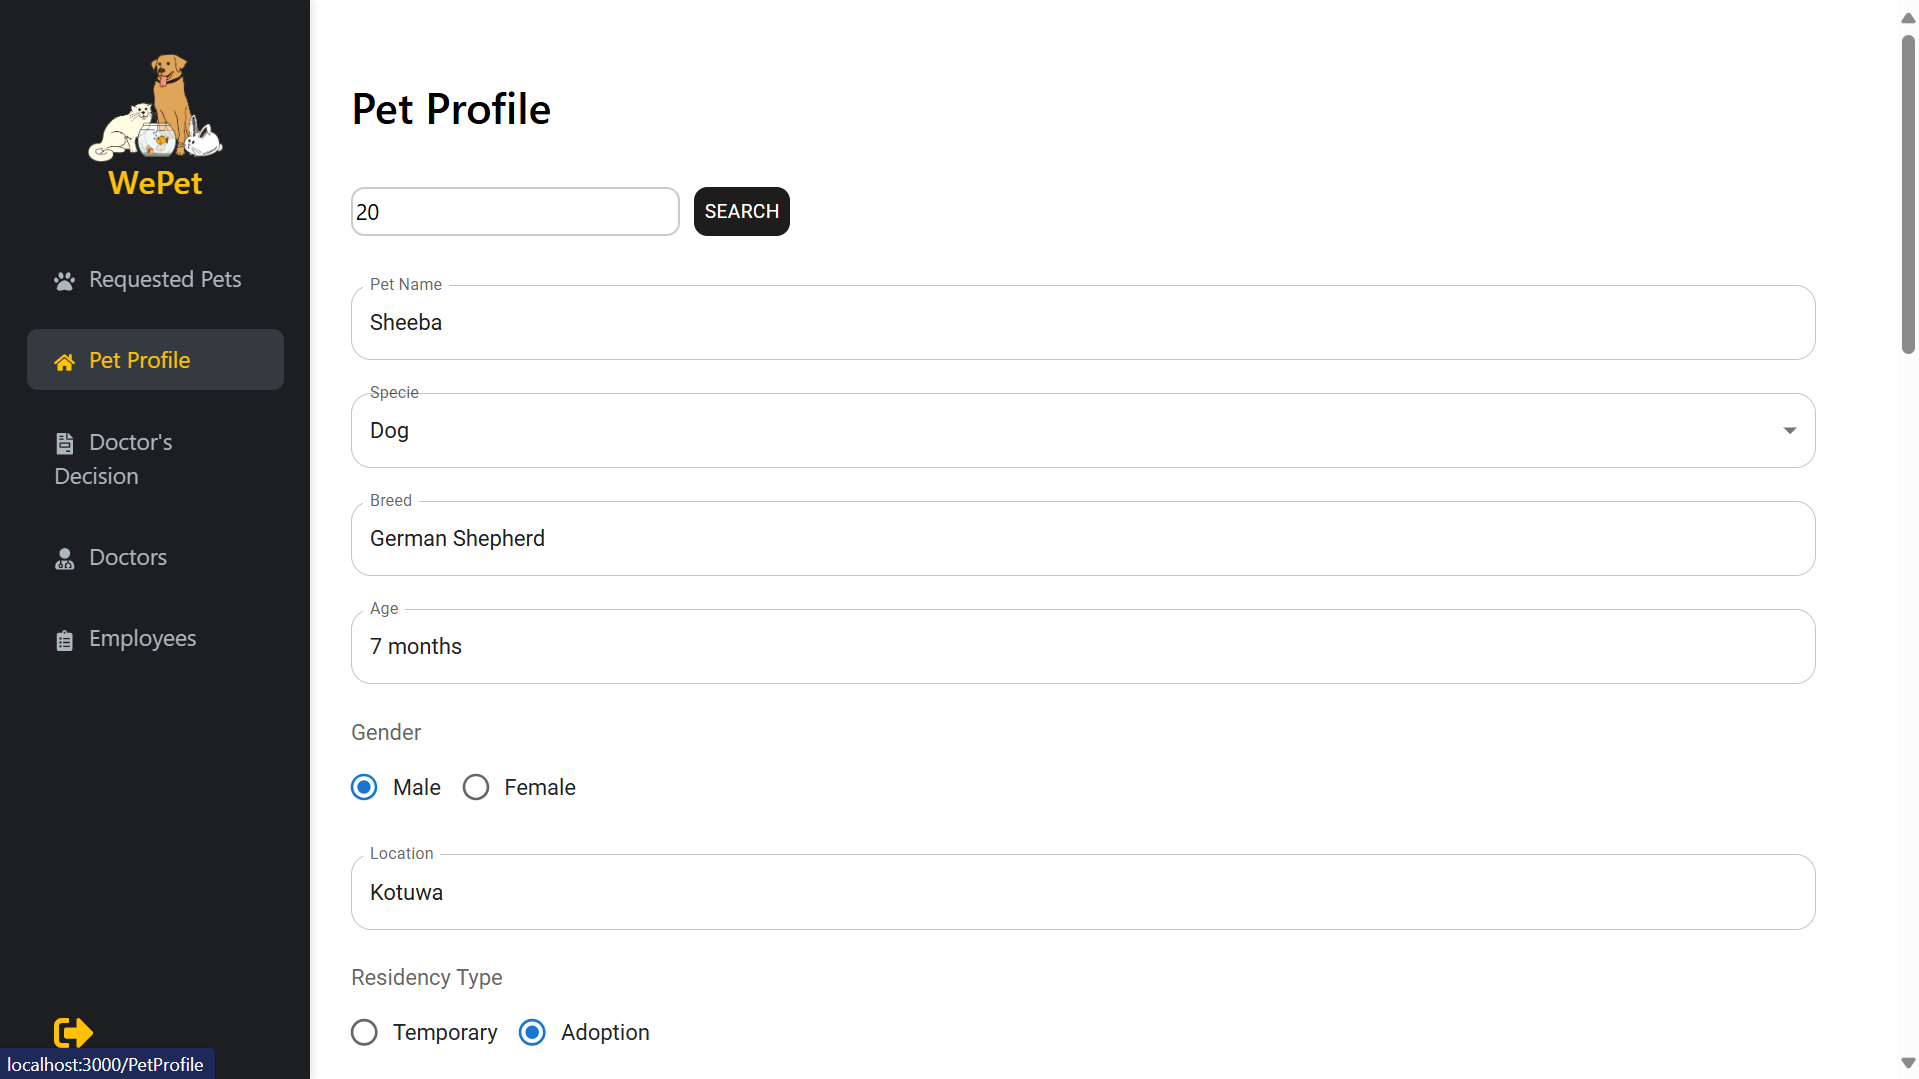 WePet
Requested Pets
Pet Profile
Doctor's
Decision
Doctors
Employees
localhost:3000/PetProfile
Pet Profile
20
SEARCH
Pet Name
Sheeba
Specie
Dog
Breed
German Shepherd
Age
7 months
Gender
Male Female
Location
Kotuwa
Residency Type
Temporary Adoption